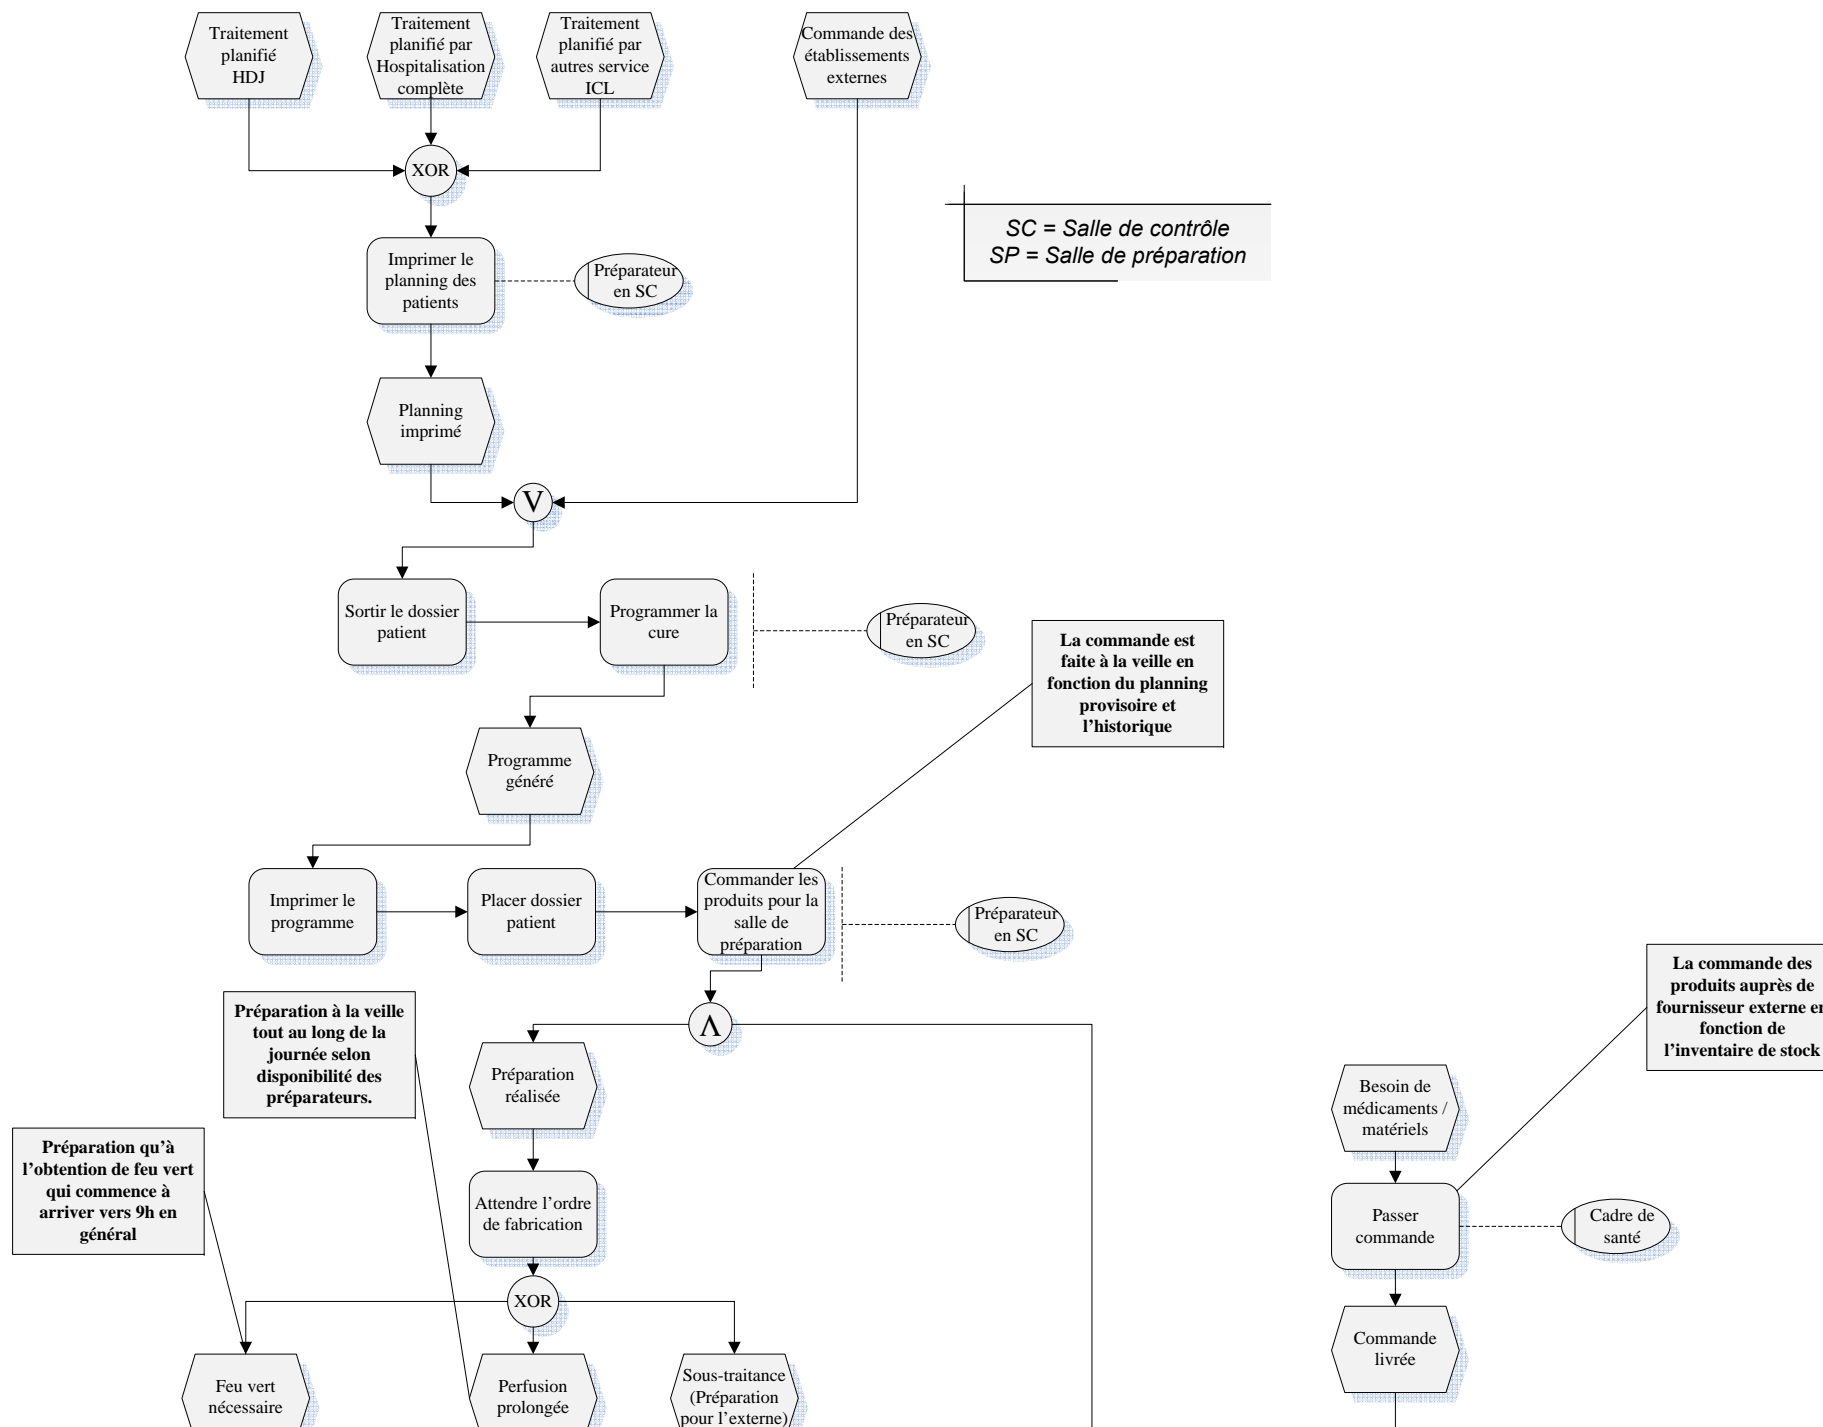 Traitement
planifié
HDJ
Traitement
planifié par
Hospitalisation
complète
Traitement
planifié par
autres service
ICL
Commande des
établissements
externes
XOR
SC = Salle de contrôle
SP = Salle de préparation
Imprimer le
planning des
patients
Préparateur
en SC
Planning
imprimé
V
Sortir le dossier
patient
Programmer la
cure
Préparateur
en SC
La commande est
faite à la veille en
fonction du planning
provisoire et
l’historique
Programme
généré
Imprimer le
programme
Placer dossier
patient
Commander les
produits pour la
salle de
préparation
Préparateur
en SC
La commande des
produits auprès de
fournisseur externe en
fonction de
l’inventaire de stock
Préparation à la veille
tout au long de la
journée selon
disponibilité des
préparateurs.
Λ
Préparation
réalisée
Besoin de
médicaments /
matériels
Préparation qu’à
l’obtention de feu vert
qui commence à
arriver vers 9h en
général
Attendre l’ordre
de fabrication
Passer
commande
Cadre de
santé
XOR
Feu vert
nécessaire
Perfusion
prolongée
Sous-traitance
(Préparation
pour l’externe)
Commande
livrée